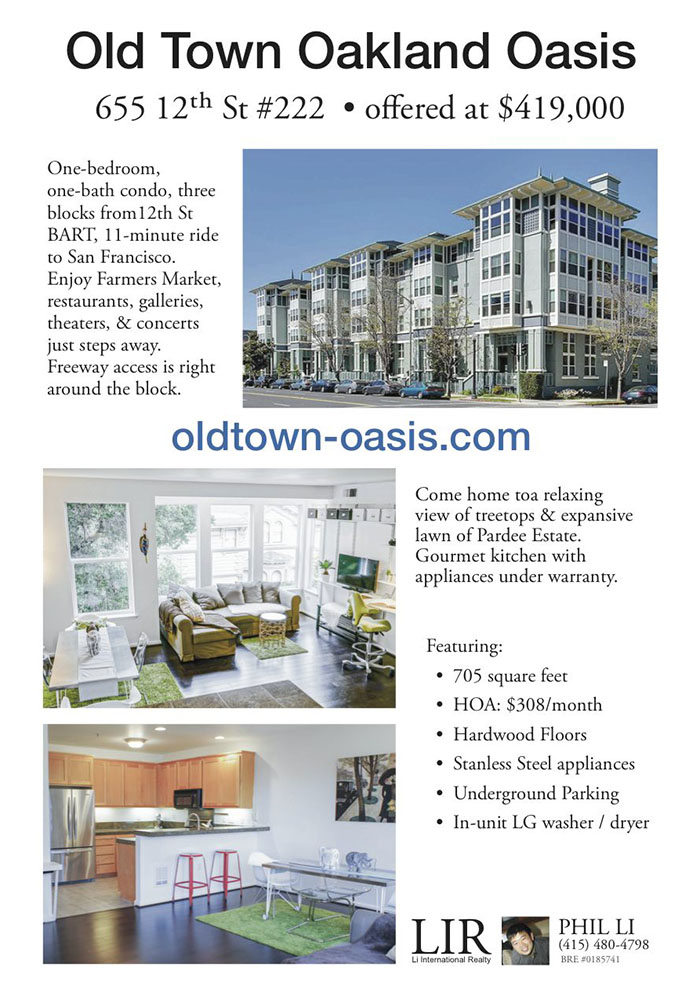 Old Town Oakland Oasis
655 12th St #222 • offered at $419,000
One-bedroom,
one-bath condo, three
blocks from12th St
BART, 11-minute ride
to San Francisco.
Enjoy Farmers Market,
restaurants, galleries,
theaters, & concerts
just steps away.
Freeway access is right
around the block.
oldtown-oasis.com
Come home toa relaxing
view of treetops & expansive
lawn of Pardee Estate.
Gourmet kitchen with
appliances under warranty.
Featuring:
• 705 square feet
• HOA: $308/month
• Hardwood Floors
• Stanless Steel appliances
• Underground Parking
• In-unit LG washer / dryer
LIR
Li International Realty
PHIL LI
(415) 480-4798
BRE #0185741